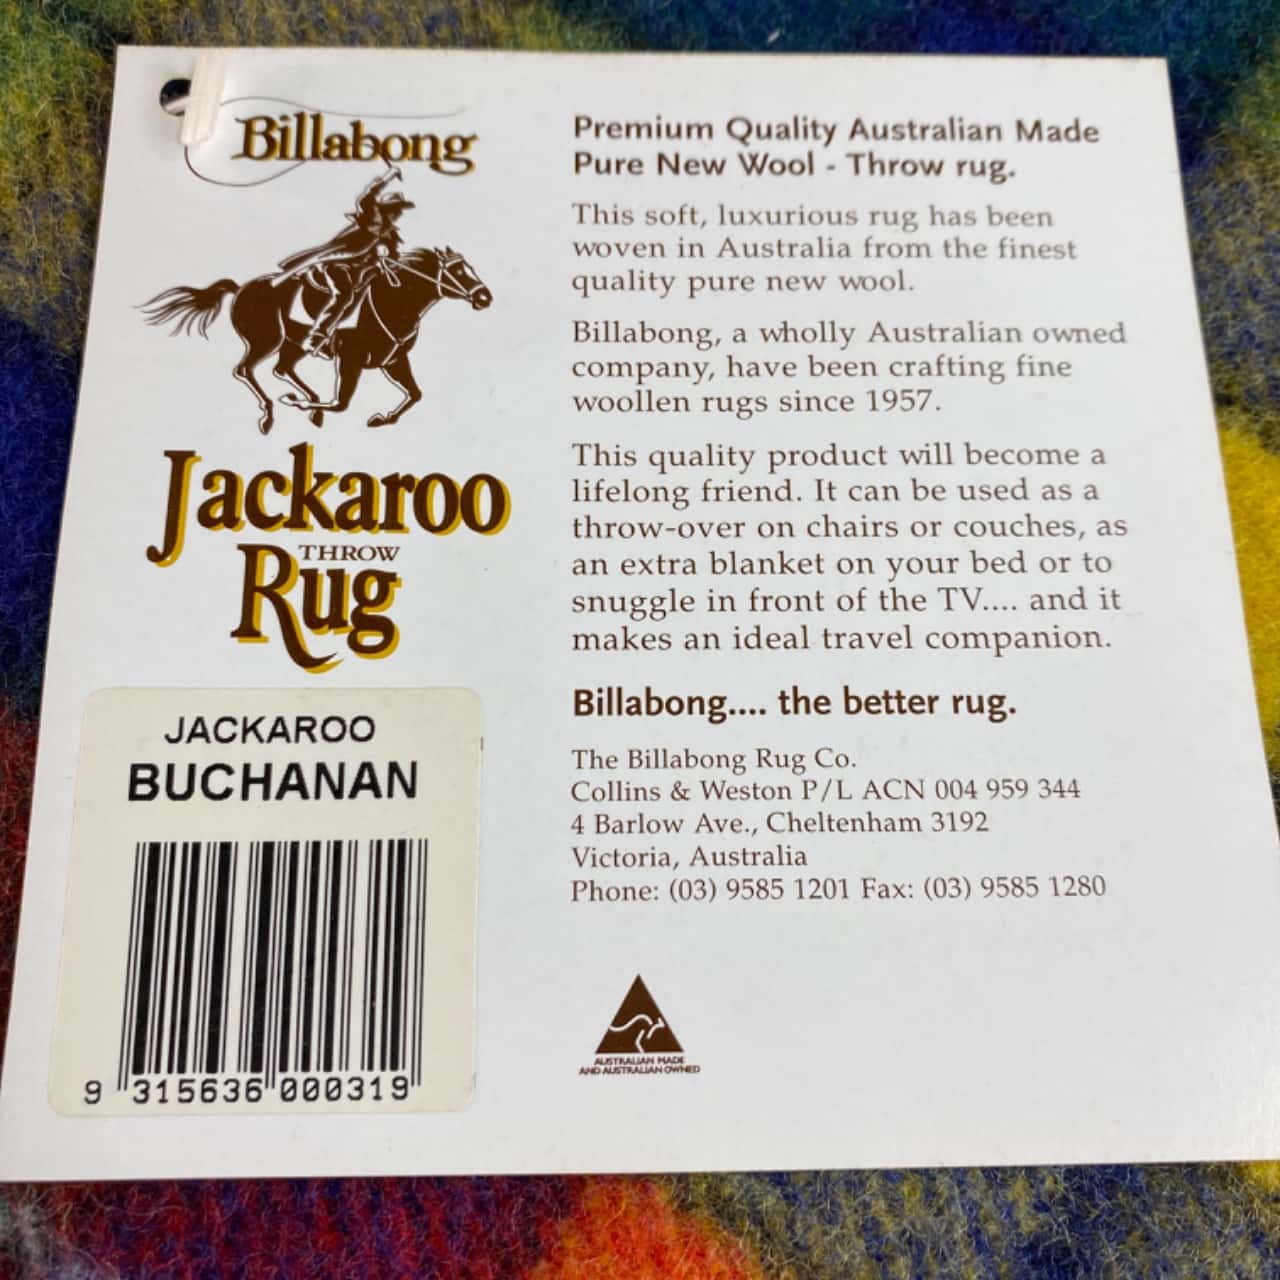 Billabong
Jackaroo
THROW
Rug
JACKAROO
BUCHANAN
9 315636 000319
Premium Quality Australian Made
Pure New Wool - Throw rug.
This soft, luxurious rug has been
woven in Australia from the finest
quality pure new wool.
Billabong, a wholly Australian owned
company, have been crafting fine
woollen rugs since 1957.
This quality product will become a
lifelong friend. It can be used as a
throw-over on chairs or couches, as
an extra blanket on your bed or to
snuggle in front of the TV.... and it
makes an ideal travel companion.
Billabong.... the better rug.
The Billabong Rug Co.
Collins & Weston P/L ACN 004 959 344
4 Barlow Ave., Cheltenham 3192
Victoria, Australia
Phone: (03) 9585 1201 Fax: (03) 9585 1280
AUSTRALIAN MADE
AND AUSTRALIAN OWNED